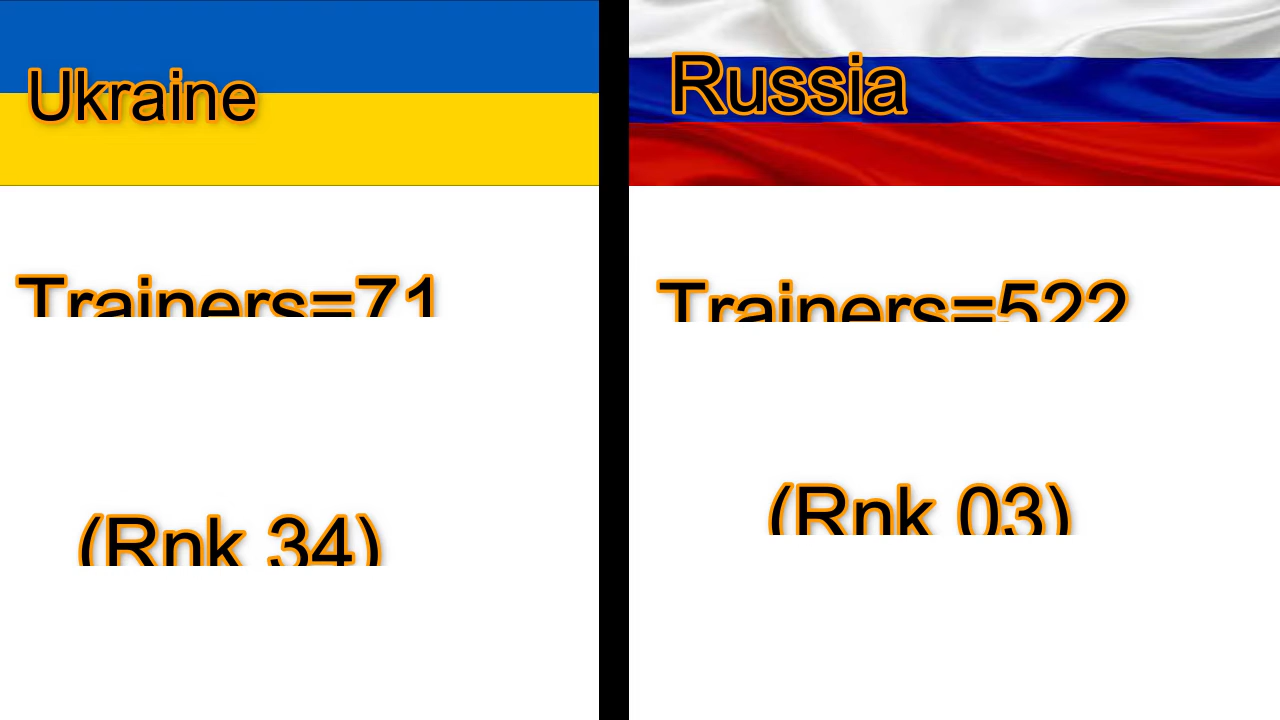 Ukraine
Trainers=71
(Rnk 34)
Russia
Trainers=522
(Rnk 03)